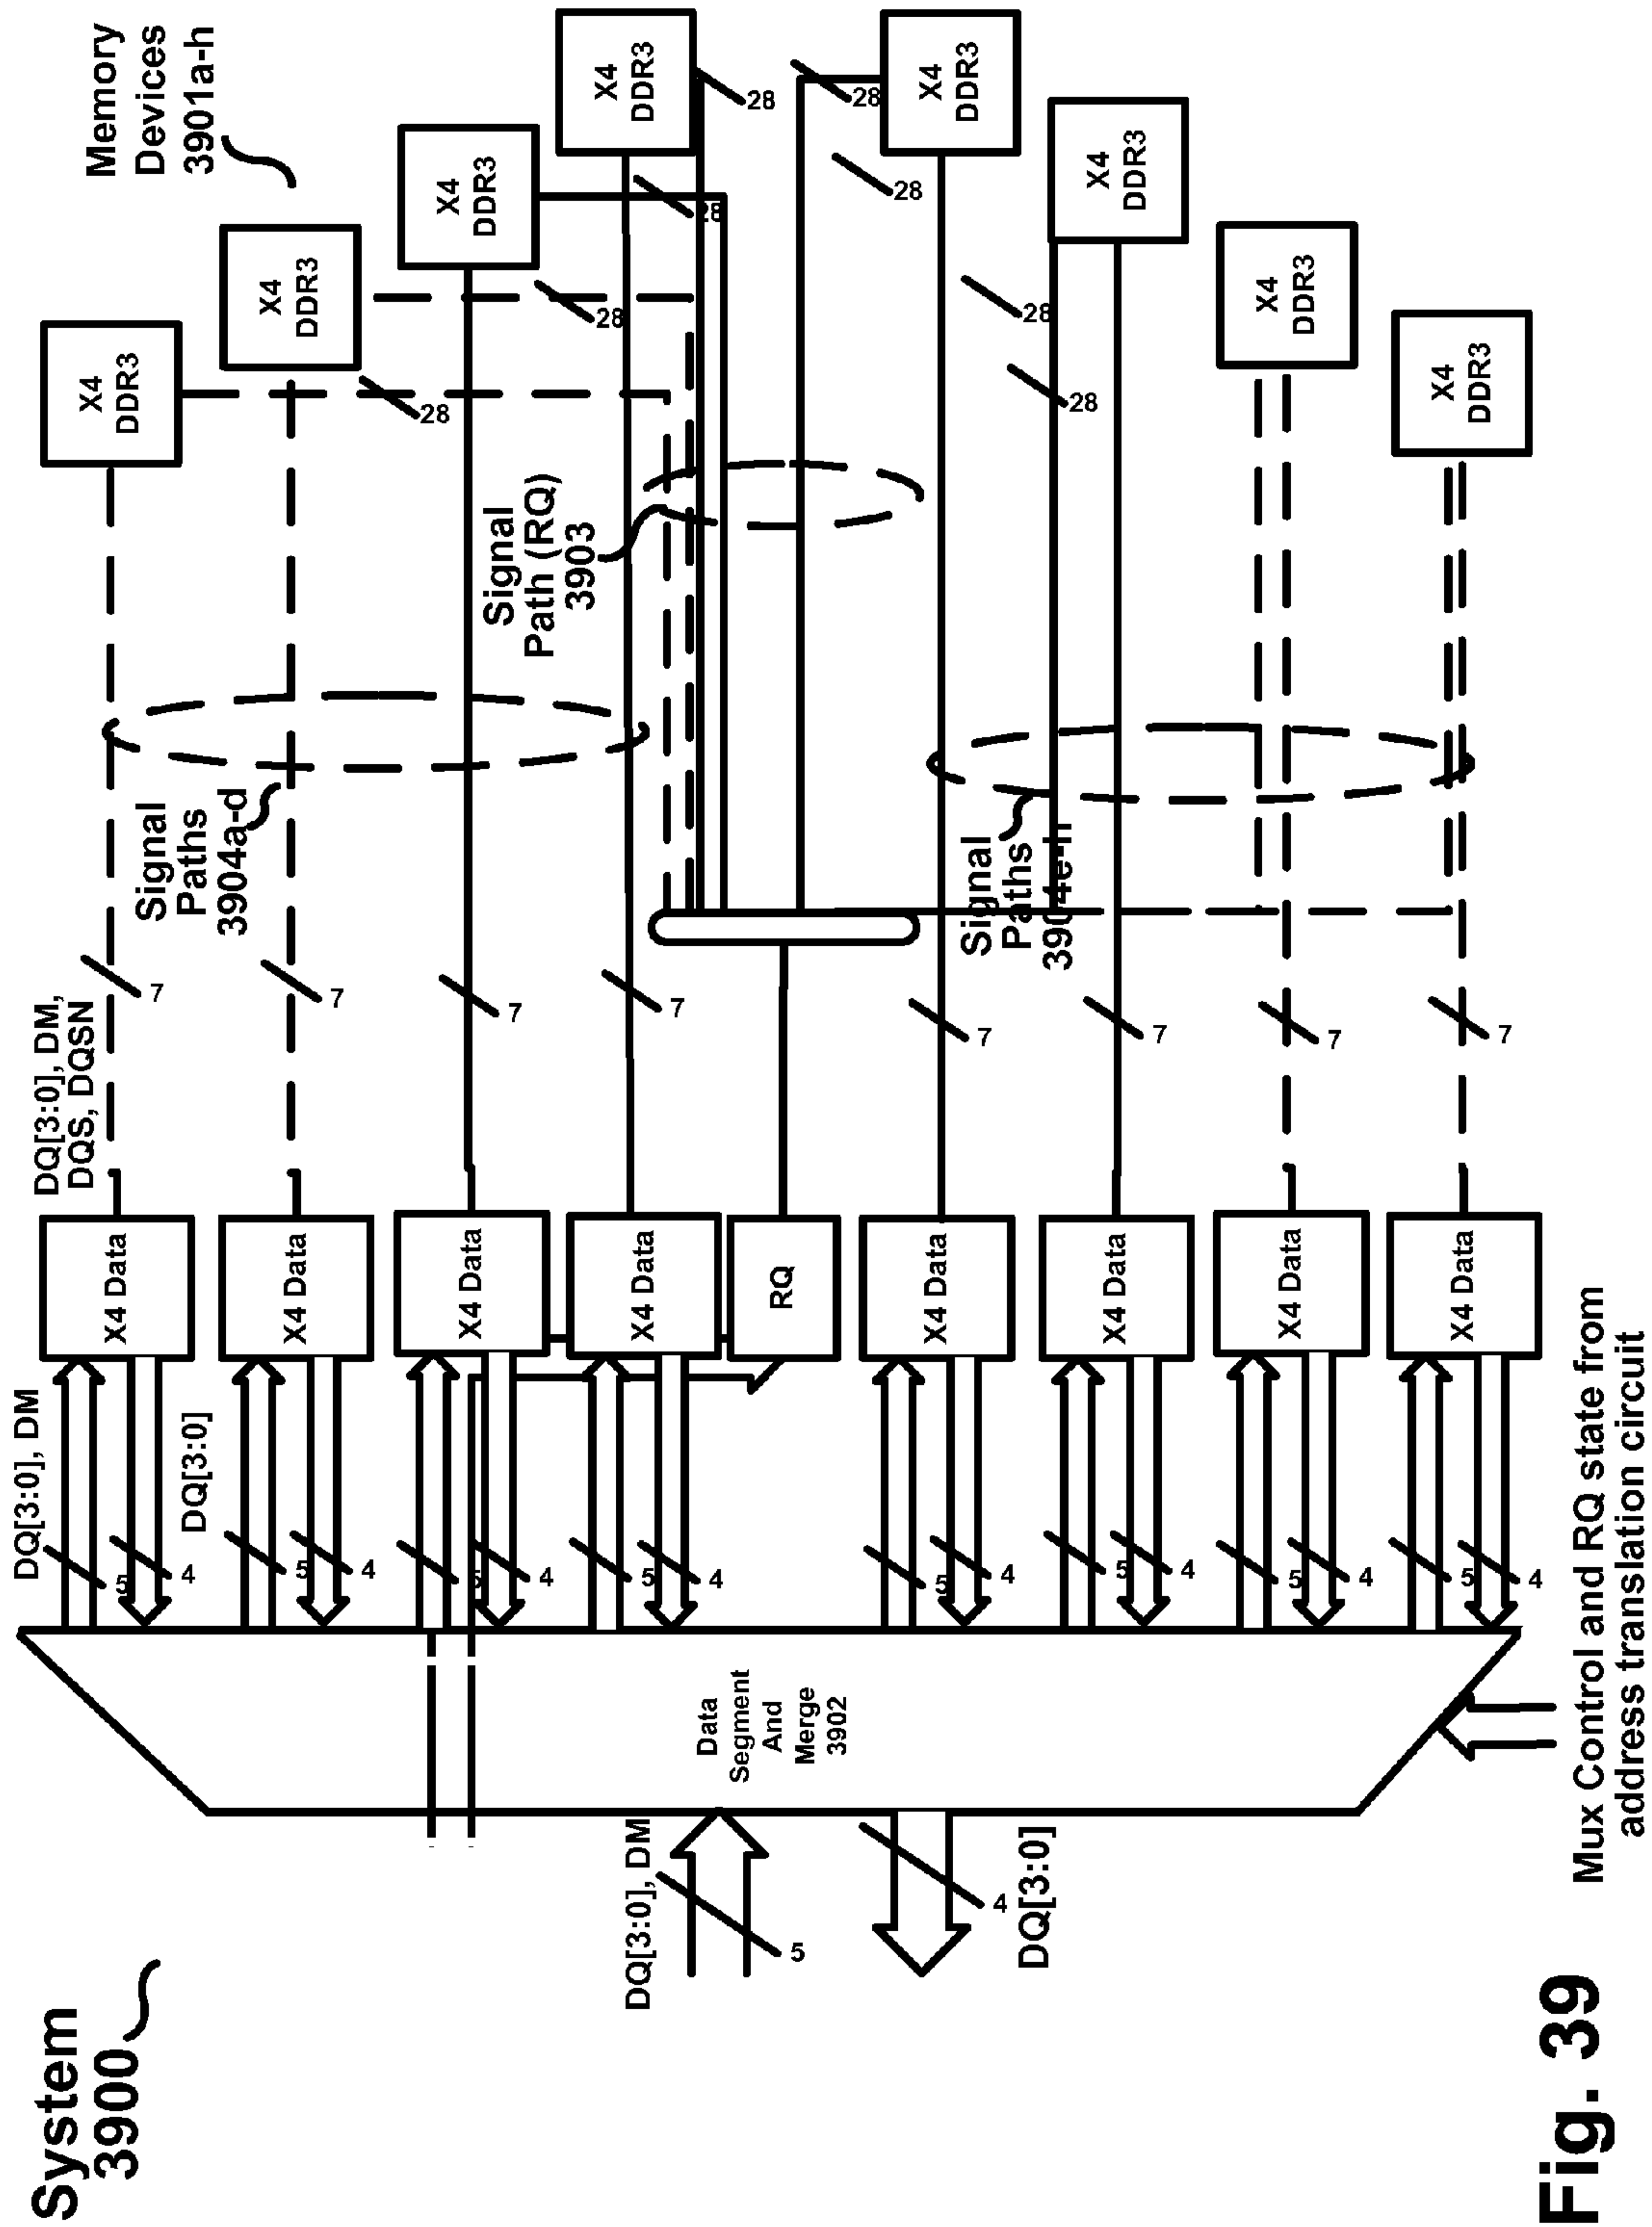 System
3900
DQ[3:0], DM
DQ[3:0], DM,
DQS, DQSN
Memory
Devices
3901a-h
5
4
X4 Data
7
X4
DDR3
DQ[3:0]
5
4
X4 Data
7
Signal
Paths
3904a-d
X4
DDR3
28
5
4
X4 Data
7
X4
DDR3
28
Signal
Path (RQ)
3903
5
4
X4 Data
7
X4
DDR3
28
28
DQ[3:0], DM
5
Data
Segment
And
Merge
3902
RQ
4
DQ[3:0]
5
4
X4 Data
7
X4
DDR3
28
28
Signal
Paths
3904e-h
5
4
X4 Data
7
X4
DDR3
28
28
5
4
X4 Data
7
X4
DDR3
5
4
X4 Data
7
X4
DDR3
Mux Control and RQ state from
address translation circuit
Fig. 39